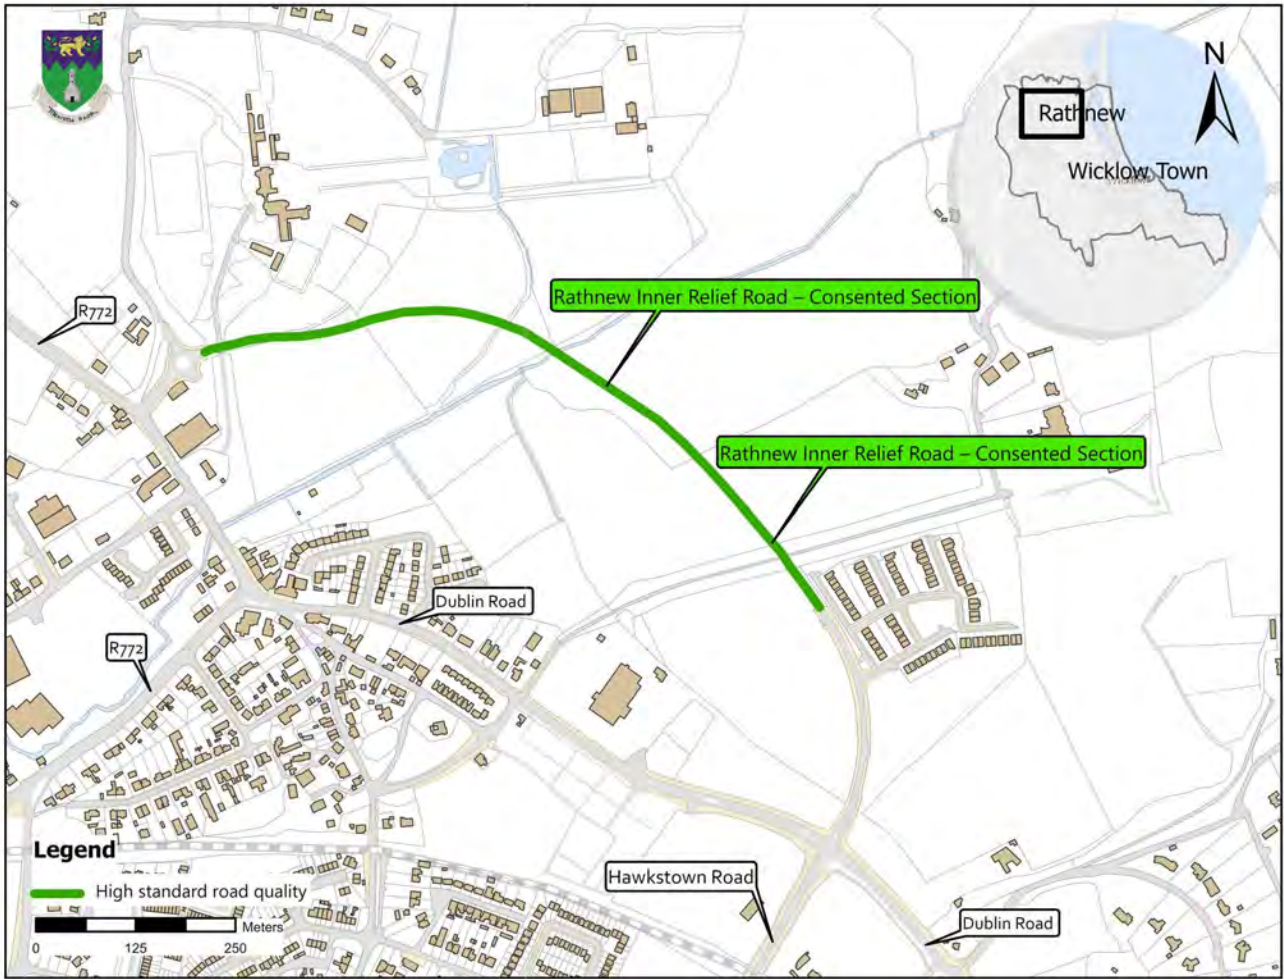 N
Rathnew
Wicklow Town
Rathnew Inner Relief Road – Consented Section
R772
Rathnew Inner Relief Road – Consented Section
Dublin Road
R772
Legend
High standard road quality
Meters
0 125 250
Hawkstown Road
Dublin Road